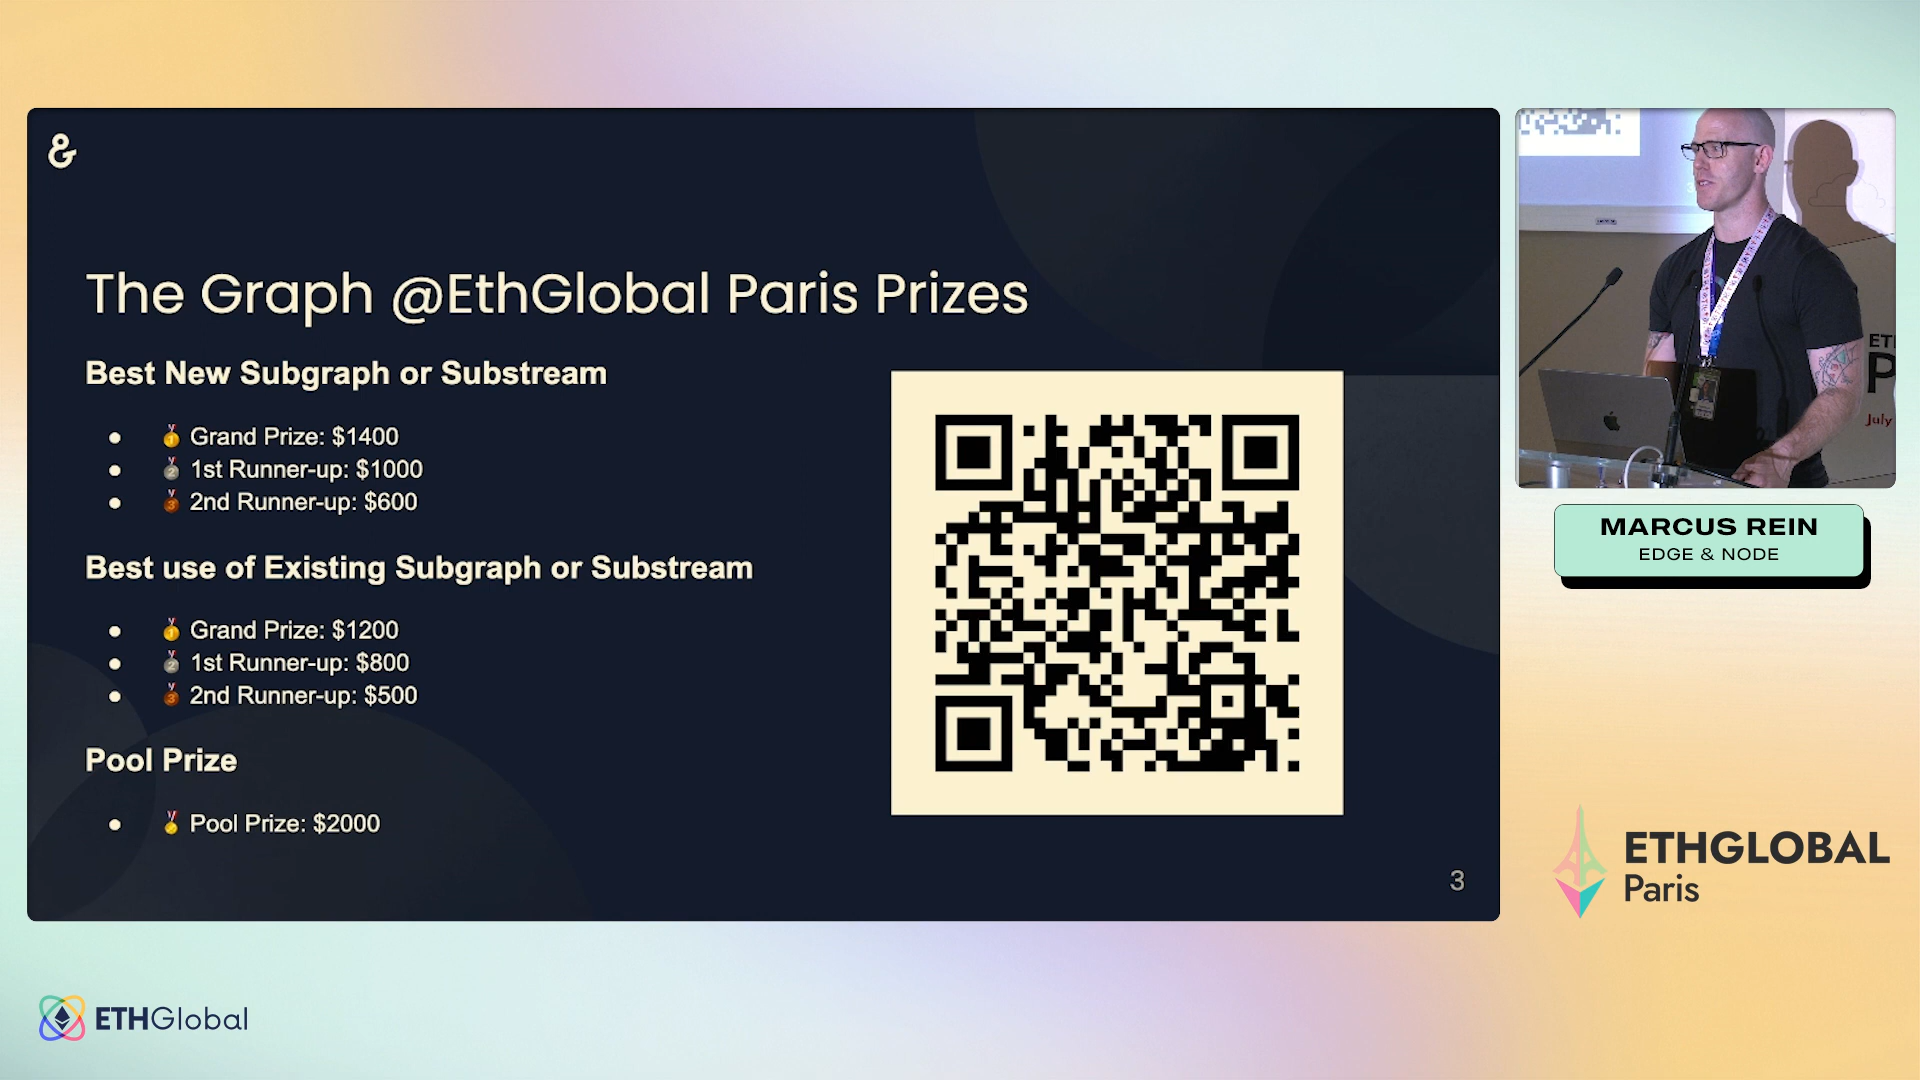 &
The Graph @EthGlobal Paris Prizes
Best New Subgraph or Substream
● 🥇 Grand Prize: $1400
● 🥈 1st Runner-up: $1000
● 🥉 2nd Runner-up: $600
Best use of Existing Subgraph or Substream
● 🥇 Grand Prize: $1200
● 🥈 1st Runner-up: $800
● 🥉 2nd Runner-up: $500
Pool Prize
● 🏅 Pool Prize: $2000
3
ET
P
July
MARCUS REIN
EDGE & NODE
ETHGLOBAL
Paris
ETHGlobal